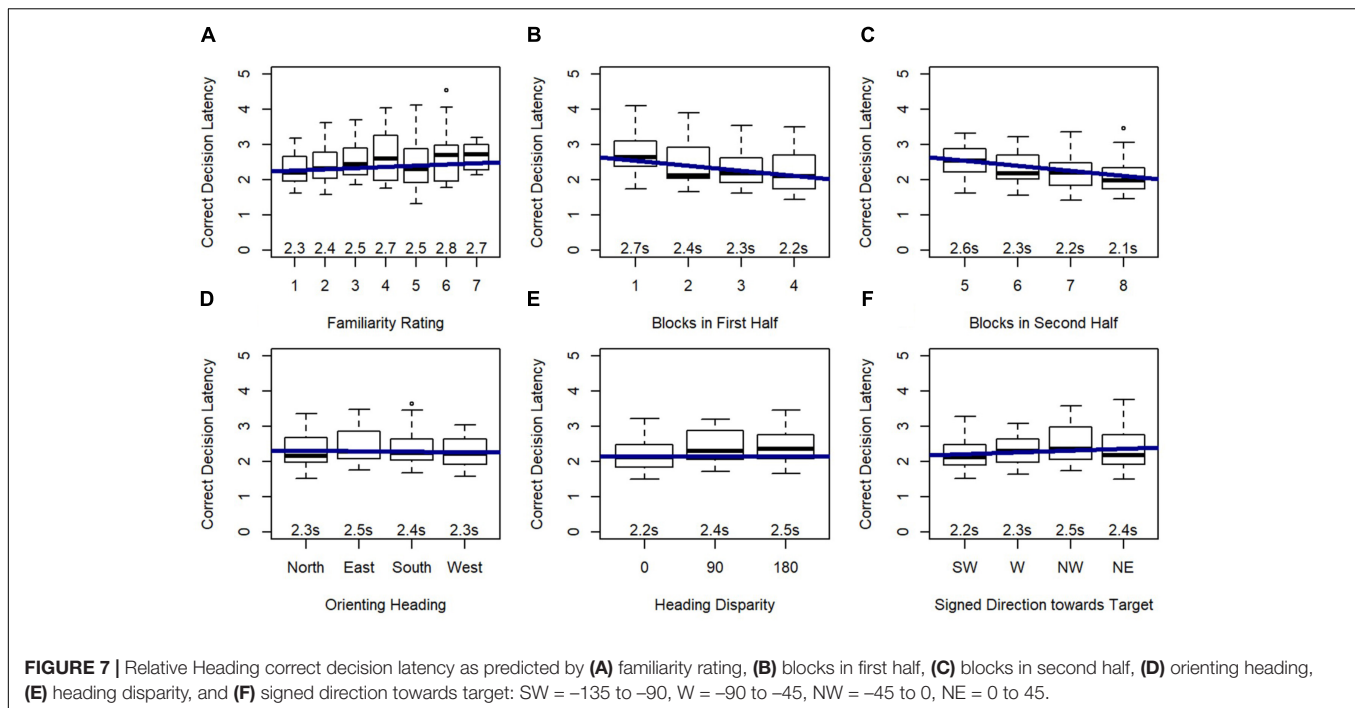 A
B
C
Correct Decision Latency
5
4
3
2
1
0
2.3 2.4 2.5 2.7 2.5 2.8 2.7
1 2 3 4 5 6 7
Familiarity Rating
Correct Decision Latency
5
4
3
2
1
0
2.7s 2.4s 2.3s 2.2s
1 2 3 4
Blocks in First Half
Correct Decision Latency
5
4
3
2
1
0
2.6s 2.3s 2.2s 2.1s
5 6 7 8
Blocks in Second Half
D
E
F
Correct Decision Latency
5
4
3
2
1
0
2.3s 2.5s 2.4s 2.3s
North East South West
Orienting Heading
Correct Decision Latency
5
4
3
2
1
0
2.2s 2.4s 2.5s
0 90 180
Heading Disparity
Correct Decision Latency
5
4
3
2
1
0
2.2s 2.3s 2.5s 2.4s
SW W NW NE
Signed Direction towards Target
FIGURE 7 | Relative Heading correct decision latency as predicted by (A) familiarity rating, (B) blocks in first half, (C) blocks in second half, (D) orienting heading,
(E) heading disparity, and (F) signed direction towards target: SW = –135 to –90, W = –90 to –45, NW = –45 to 0, NE = 0 to 45.